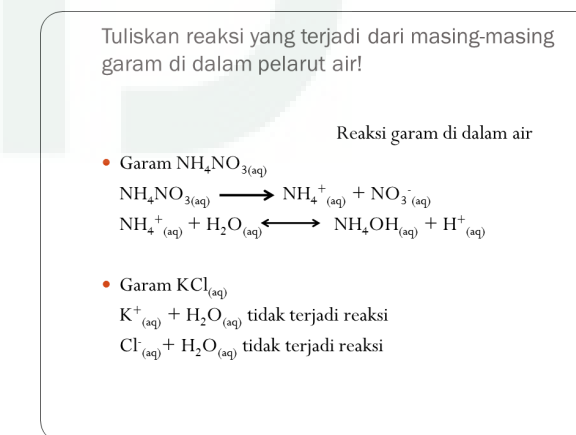 Tuliskan reaksi yang terjadi dari masing-masing
garam di dalam pelarut air!
Reaksi garam di dalam air
• Garam NH₄NO₃(aq)
NH₄NO₃(aq) ⟶ NH₄⁺(aq) + NO₃⁻(aq)
NH₄⁺(aq) + H₂O(aq) ⟷ NH₄OH(aq) + H⁺(aq)
• Garam KCl(aq)
K⁺(aq) + H₂O(aq) tidak terjadi reaksi
Cl⁻(aq) + H₂O(aq) tidak terjadi reaksi